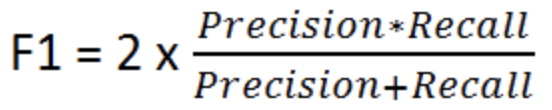 F1 = 2 x Precision*Recall
Precision+Recall